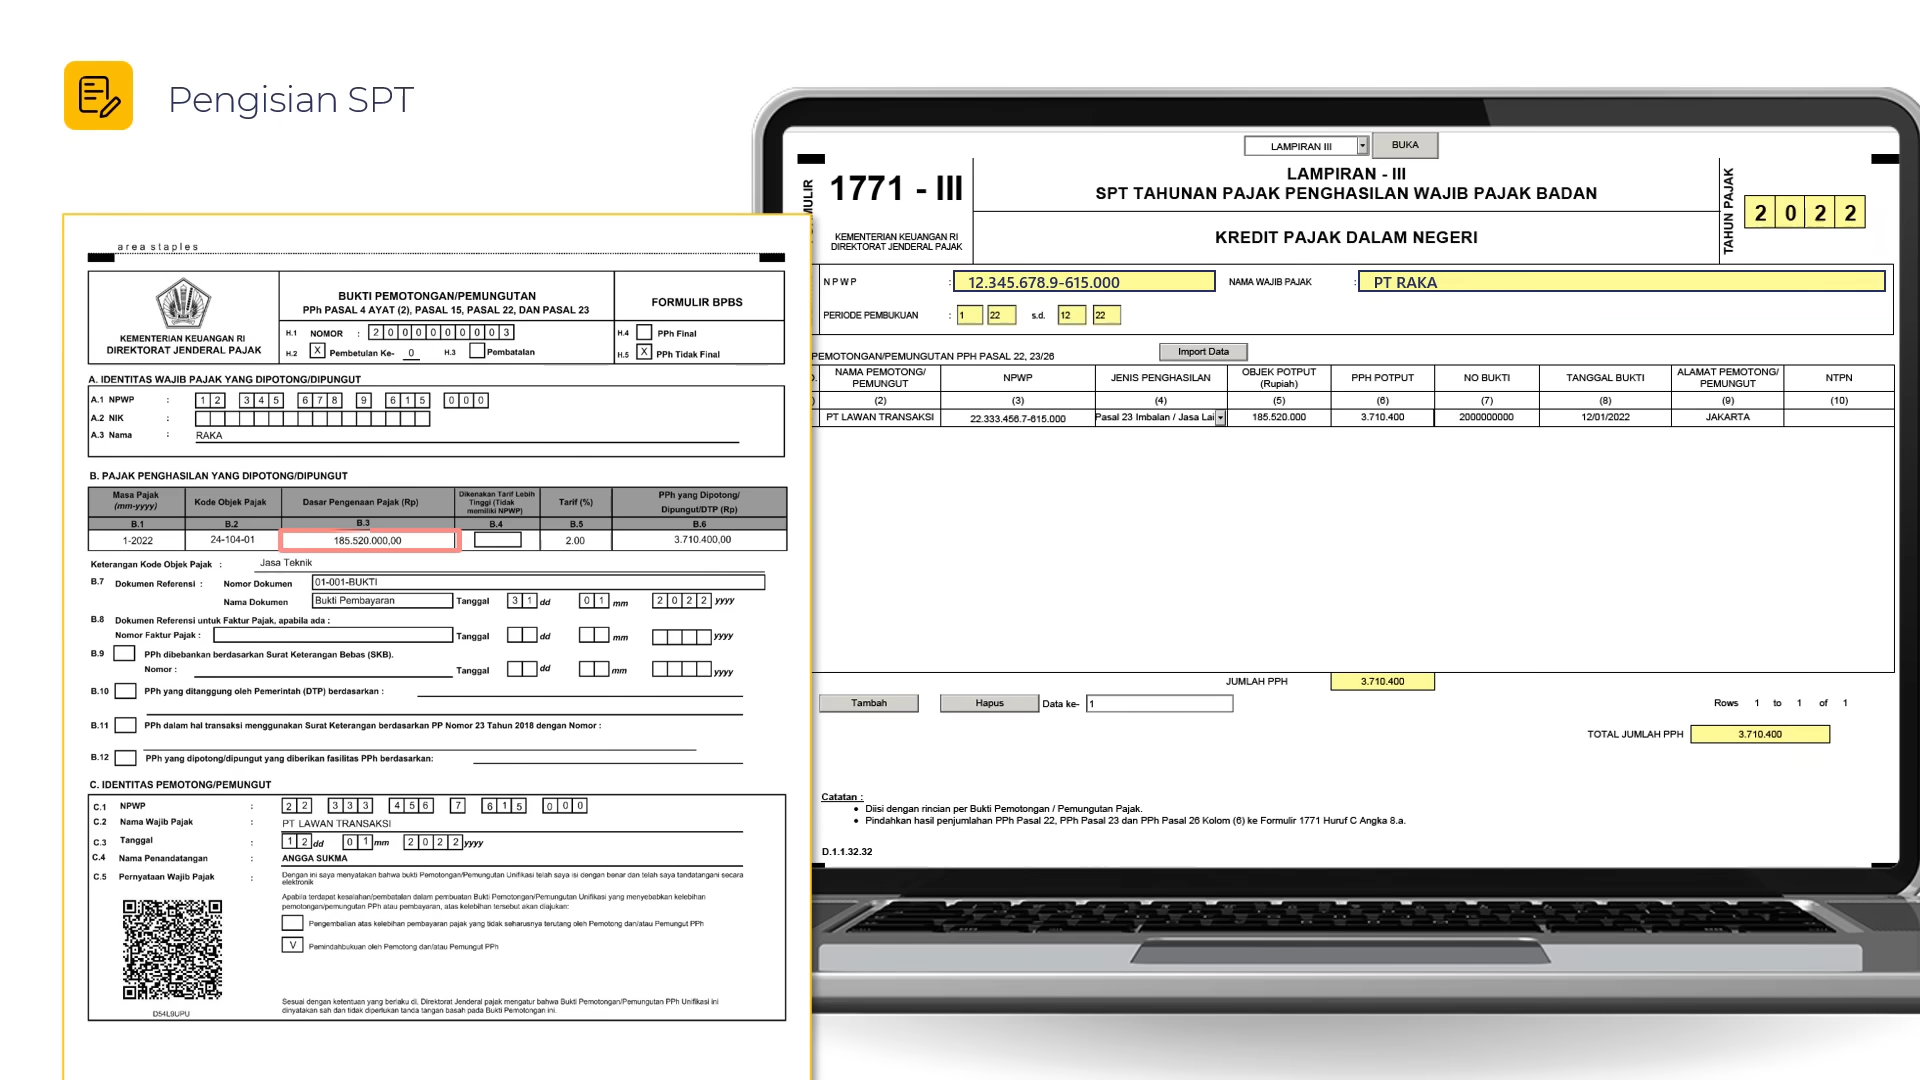 Pengisian SPT
area staples
KEMENTERIAN KEUANGAN RI
DIREKTORAT JENDERAL PAJAK
BUKTI PEMOTONGAN/PEMUNGUTAN
PPh PASAL 4 AYAT (2), PASAL 15, PASAL 22, DAN PASAL 23
FORMULIR BPBS
H.1 NOMOR : 2 0 0 0 0 0 0 0 0 3
H.2 X Pembetulan Ke- 0 H.3 Pembatalan
H.4 PPh Final
H.5 X PPh Tidak Final
A. IDENTITAS WAJIB PAJAK YANG DIPOTONG/DIPUNGUT
A.1 NPWP : 1 2 3 4 5 6 7 8 9 6 1 5 0 0 0
A.2 NIK :
A.3 Nama : RAKA
B. PAJAK PENGHASILAN YANG DIPOTONG/DIPUNGUT
Masa Pajak (mm-yyyy) Kode Objek Pajak Dasar Pengenaan Pajak (Rp) Dikenakan Tarif Lebih Tinggi (Tidak memiliki NPWP) Tarif (%) PPh yang Dipotong/ Dipungut/DTP (Rp)
B.1 B.2 B.3 B.4 B.5 B.6
1-2022 24-104-01 185.520.000,00 2.00 3.710.400,00
Keterangan Kode Objek Pajak : Jasa Teknik
B.7 Dokumen Referensi : Nomor Dokumen 01-001-BUKTI
Nama Dokumen Bukti Pembayaran Tanggal 3 1 dd 0 1 mm 2 0 2 2 yyyy
B.8 Dokumen Referensi untuk Faktur Pajak, apabila ada :
Nomor Faktur Pajak : Tanggal dd mm yyyy
B.9 PPh dibebankan berdasarkan Surat Keterangan Bebas (SKB).
Nomor : Tanggal dd mm yyyy
B.10 PPh yang ditanggung oleh Pemerintah (DTP) berdasarkan :
B.11 PPh dalam hal transaksi menggunakan Surat Keterangan berdasarkan PP Nomor 23 Tahun 2018 dengan Nomor :
B.12 PPh yang dipotong/dipungut yang diberikan fasilitas PPh berdasarkan:
C. IDENTITAS PEMOTONG/PEMUNGUT
C.1 NPWP : 2 2 3 3 3 4 5 6 7 6 1 5 0 0 0
C.2 Nama Wajib Pajak : PT LAWAN TRANSAKSI
C.3 Tanggal : 1 2 dd 0 1 mm 2 0 2 2 yyyy
C.4 Nama Penandatangan : ANGGA SUKMA
C.5 Pernyataan Wajib Pajak : Dengan ini saya menyatakan bahwa bukti Pemotongan/Pemungutan Unifikasi telah saya isi dengan benar dan telah saya tandatangani secara
elektronik
Apabila terdapat kesalahan/pembatalan dalam pembuatan Bukti Pemotongan/Pemungutan Unifikasi yang menyebabkan kelebihan
pemotongan/pemungutan PPh atau pembayaran, atas kelebihan tersebut akan diajukan:
Pengembalian atas kelebihan pembayaran pajak yang tidak seharusnya terutang oleh Pemotong dan/atau Pemungut PPh
V Pemindahbukuan oleh Pemotong dan/atau Pemungut PPh
Sesuai dengan ketentuan yang berlaku di, Direktorat Jenderal pajak mengatur bahwa Bukti Pemotongan/Pemungutan PPh Unifikasi ini
dinyatakan sah dan tidak diperlukan tanda tangan basah pada Bukti Pemotongan ini.
D54L9UPU
LAMPIRAN III BUKA
MULIR
1771 - III
KEMENTERIAN KEUANGAN RI
DIREKTORAT JENDERAL PAJAK
LAMPIRAN - III
SPT TAHUNAN PAJAK PENGHASILAN WAJIB PAJAK BADAN
KREDIT PAJAK DALAM NEGERI
TAHUN PAJAK
2 0 2 2
N P W P : 12.345.678.9-615.000 NAMA WAJIB PAJAK : PT RAKA
PERIODE PEMBUKUAN : 1 22 s.d. 12 22
PEMOTONGAN/PEMUNGUTAN PPH PASAL 22, 23/26 Import Data
NAMA PEMOTONG/ PEMUNGUT NPWP JENIS PENGHASILAN OBJEK POTPUT (Rupiah) PPH POTPUT NO BUKTI TANGGAL BUKTI ALAMAT PEMOTONG/ PEMUNGUT NTPN
(2) (3) (4) (5) (6) (7) (8) (9) (10)
PT LAWAN TRANSAKSI 22.333.456.7-615.000 Pasal 23 Imbalan / Jasa Lai 185.520.000 3.710.400 2000000000 12/01/2022 JAKARTA
JUMLAH PPH 3.710.400
Tambah Hapus Data ke- 1 Rows 1 to 1 of 1
TOTAL JUMLAH PPH 3.710.400
Catatan :
• Diisi dengan rincian per Bukti Pemotongan / Pemungutan Pajak.
• Pindahkan hasil penjumlahan PPh Pasal 22, PPh Pasal 23 dan PPh Pasal 26 Kolom (6) ke Formulir 1771 Huruf C Angka 8.a.
D.1.1.32.32